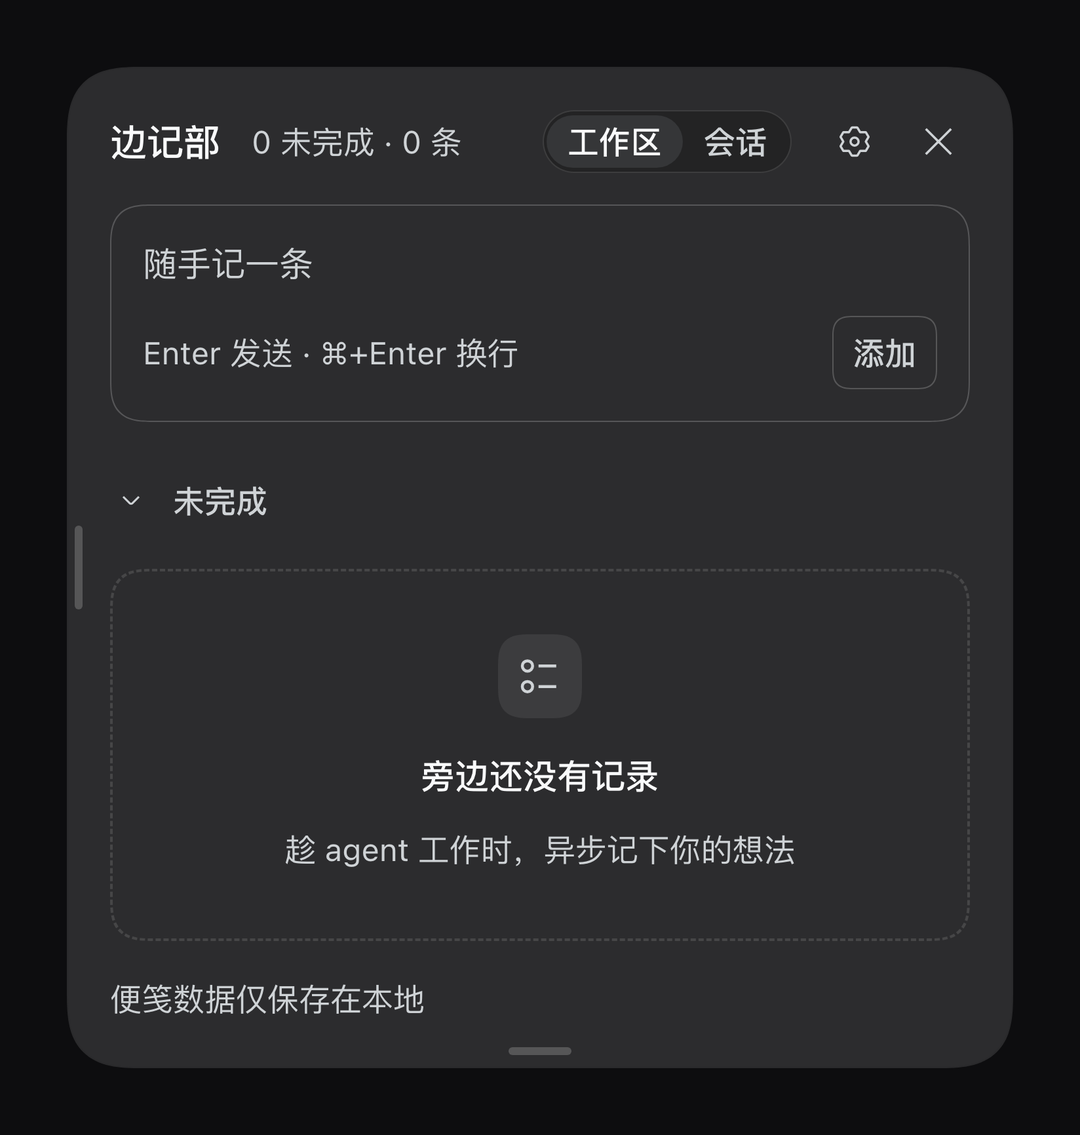 边记部 0 未完成 · 0 条 工作区 会话
随手记一条
Enter 发送 · ⌘+Enter 换行 添加
未完成
旁边还没有记录
趁 agent 工作时，异步记下你的想法
便笺数据仅保存在本地